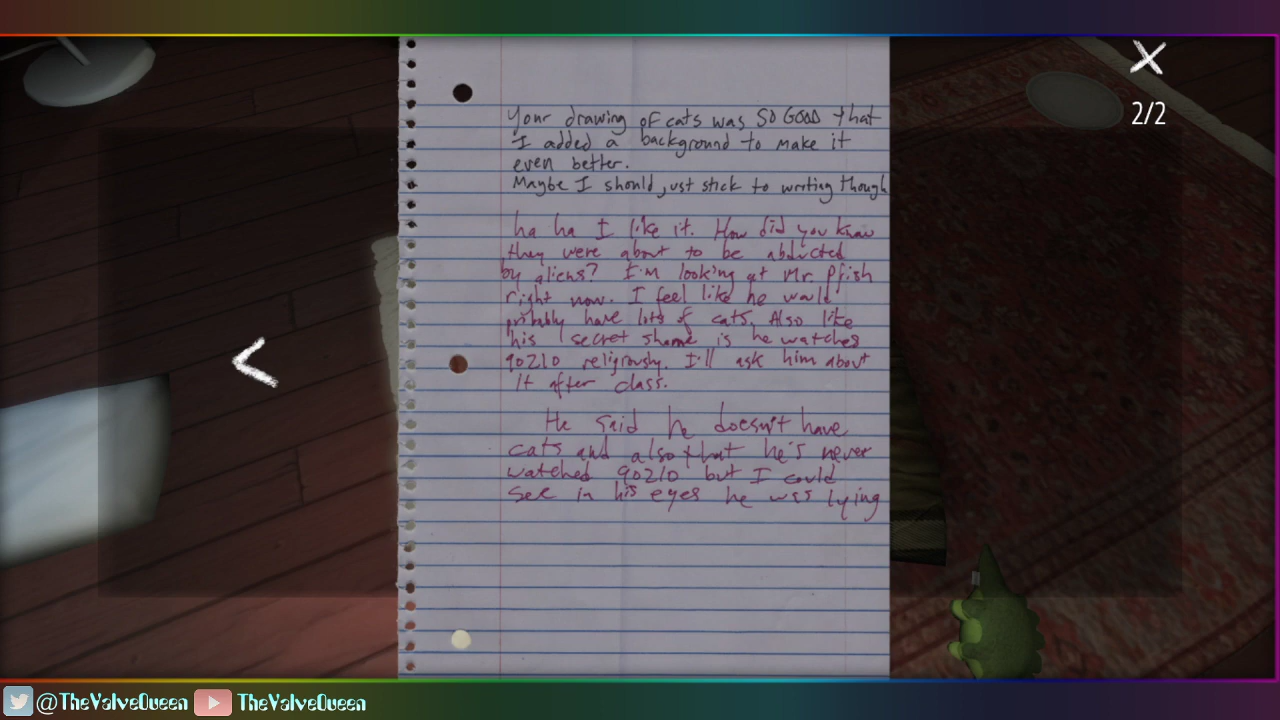 2/2
Your drawing of cats was SO GOOD that
I added a background to make it
even better.
Maybe I should just stick to writing though
ha ha I like it. How did you know
they were about to be abducted
by aliens? I'm looking at Mr. Pfish
right now. I feel like he would
probably have lots of cats. Also like
his secret shame is he watches
90210 religiously. I'll ask him about
it after class.
He said he doesn't have
cats and also that he's never
watched 90210 but I could
see in his eyes he was lying
@TheValveQueen
TheValveQueen